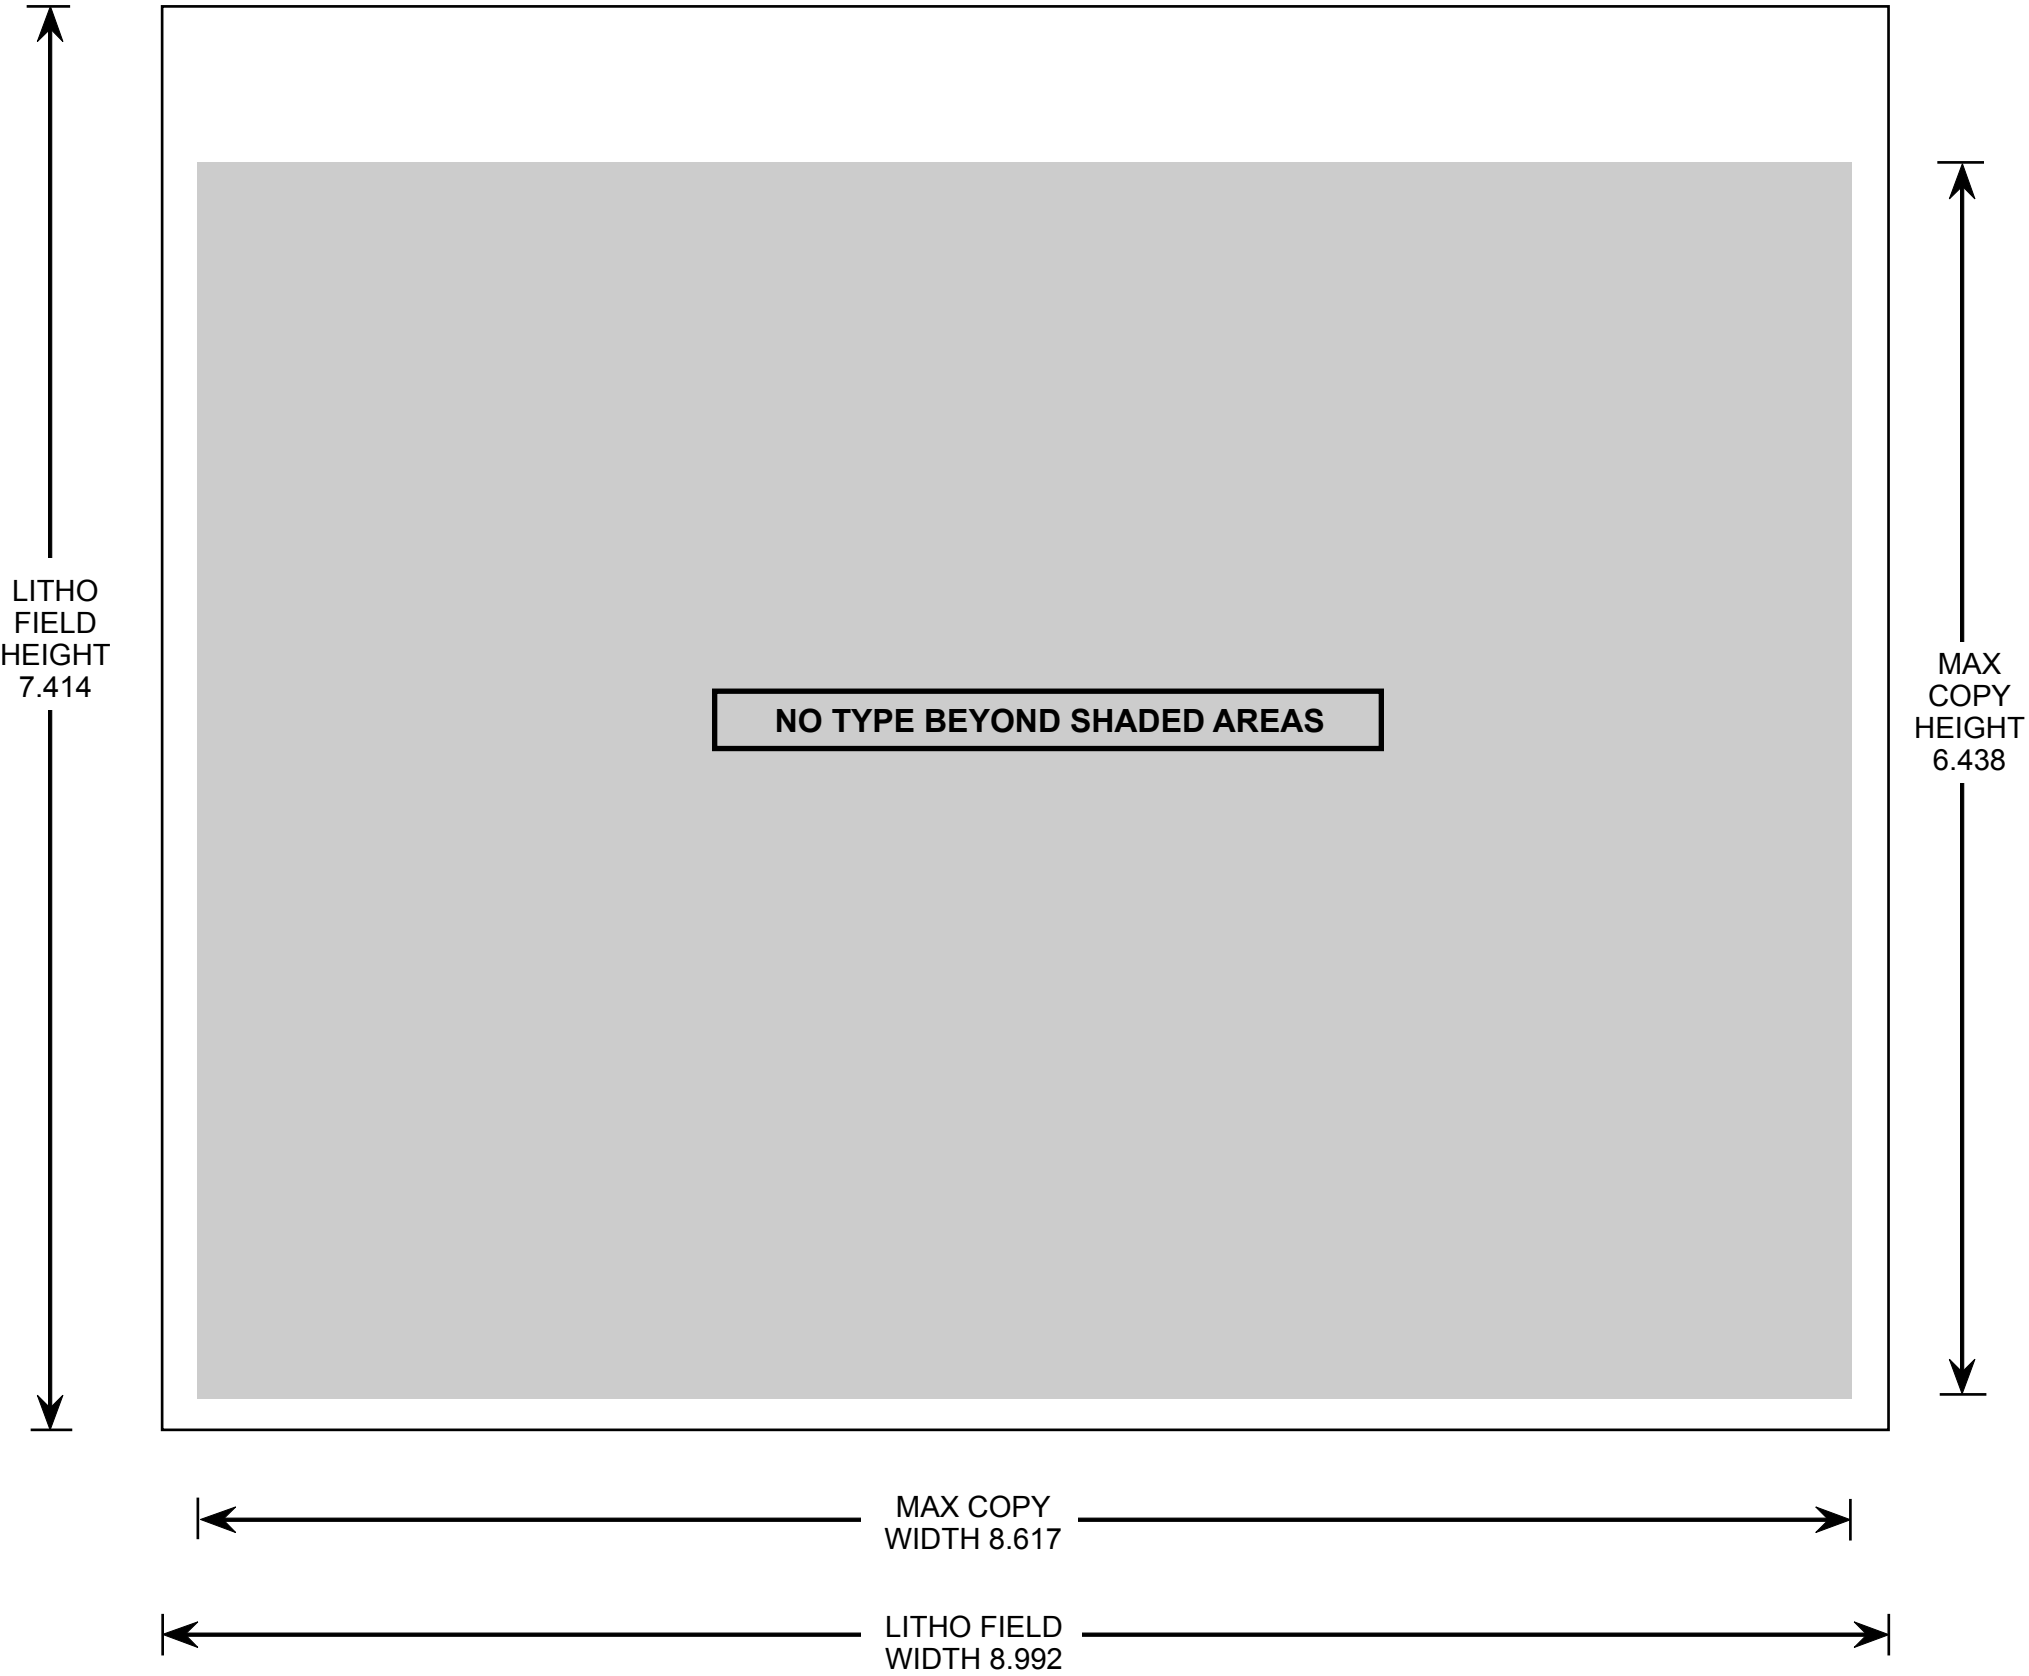 LITHO
FIELD
HEIGHT
7.414
NO TYPE BEYOND SHADED AREAS
MAX
COPY
HEIGHT
6.438
MAX COPY
WIDTH 8.617
LITHO FIELD
WIDTH 8.992